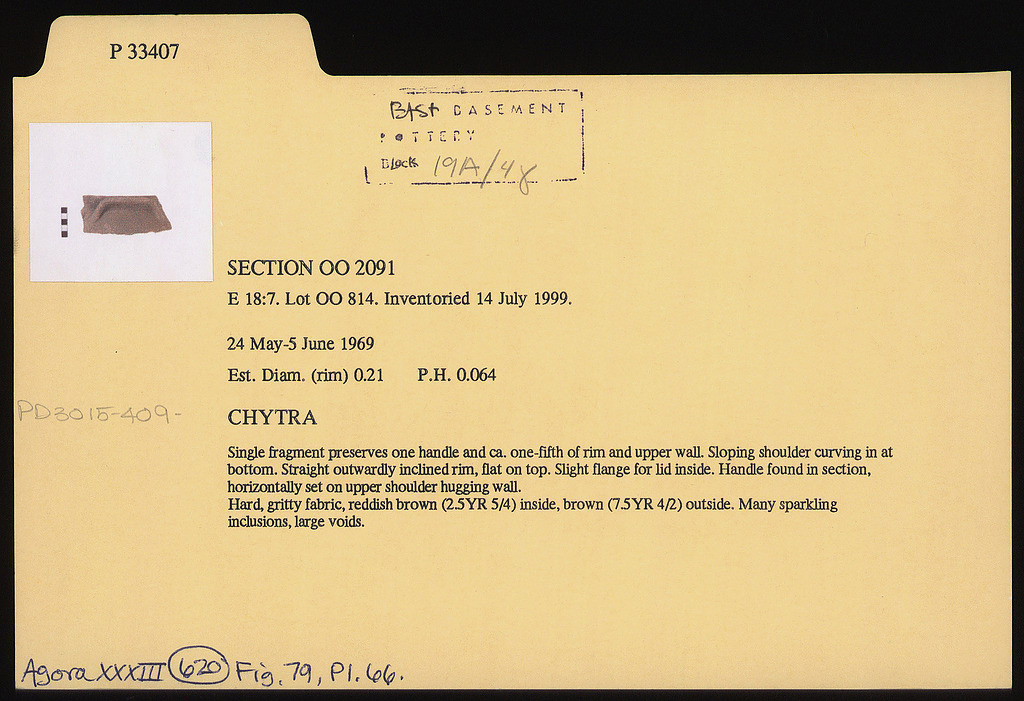 P 33407
BASt BASEMENT
POTTERY
Block 19A/48
SECTION OO 2091
E 18:7. Lot OO 814. Inventoried 14 July 1999.
24 May-5 June 1969
Est. Diam. (rim) 0.21 P.H. 0.064
PD3015-409-
CHYTRA
Single fragment preserves one handle and ca. one-fifth of rim and upper wall. Sloping shoulder curving in at
bottom. Straight outwardly inclined rim, flat on top. Slight flange for lid inside. Handle found in section,
horizontally set on upper shoulder hugging wall.
Hard, gritty fabric, reddish brown (2.5YR 5/4) inside, brown (7.5YR 4/2) outside. Many sparkling
inclusions, large voids.
Agora XXXIII 620 Fig. 79, Pl. 66.